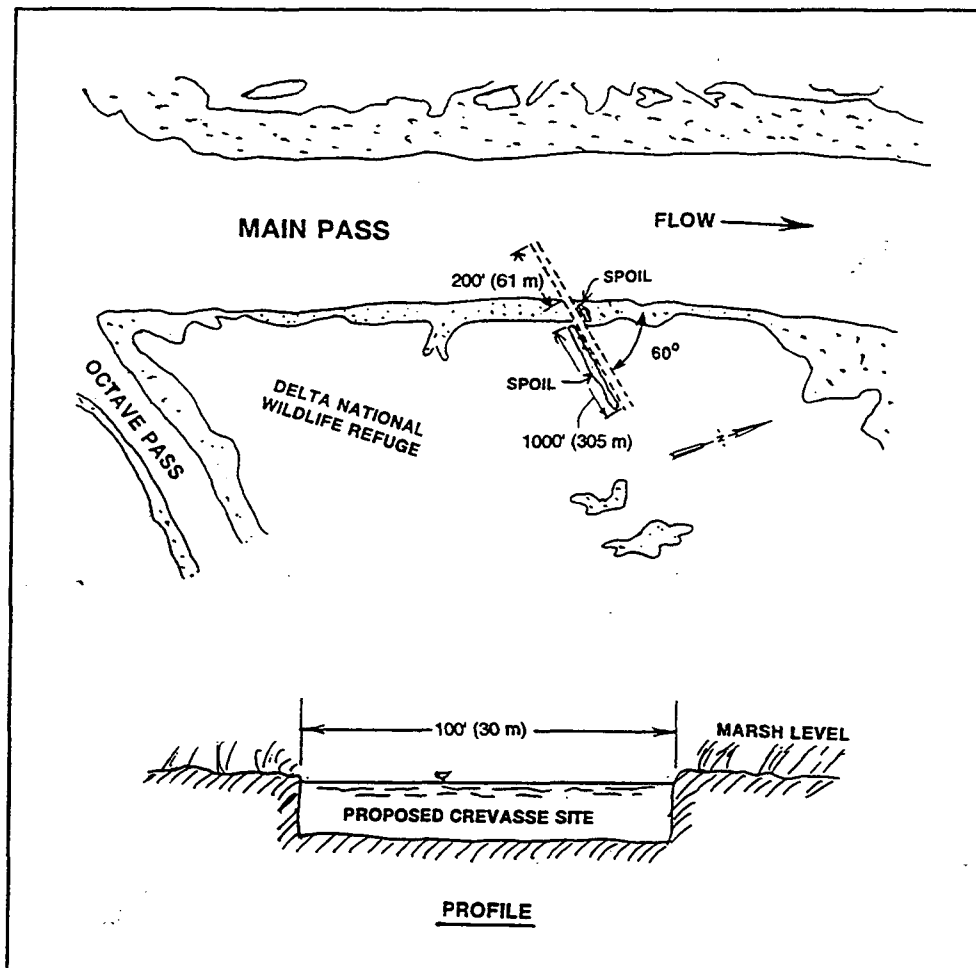 MAIN PASS
FLOW
200' (61 m)
SPOIL
60°
SPOIL
1000' (305 m)
OCTAVE PASS
DELTA NATIONAL
WILDLIFE REFUGE
N
100' (30 m)
MARSH LEVEL
PROPOSED CREVASSE SITE
PROFILE